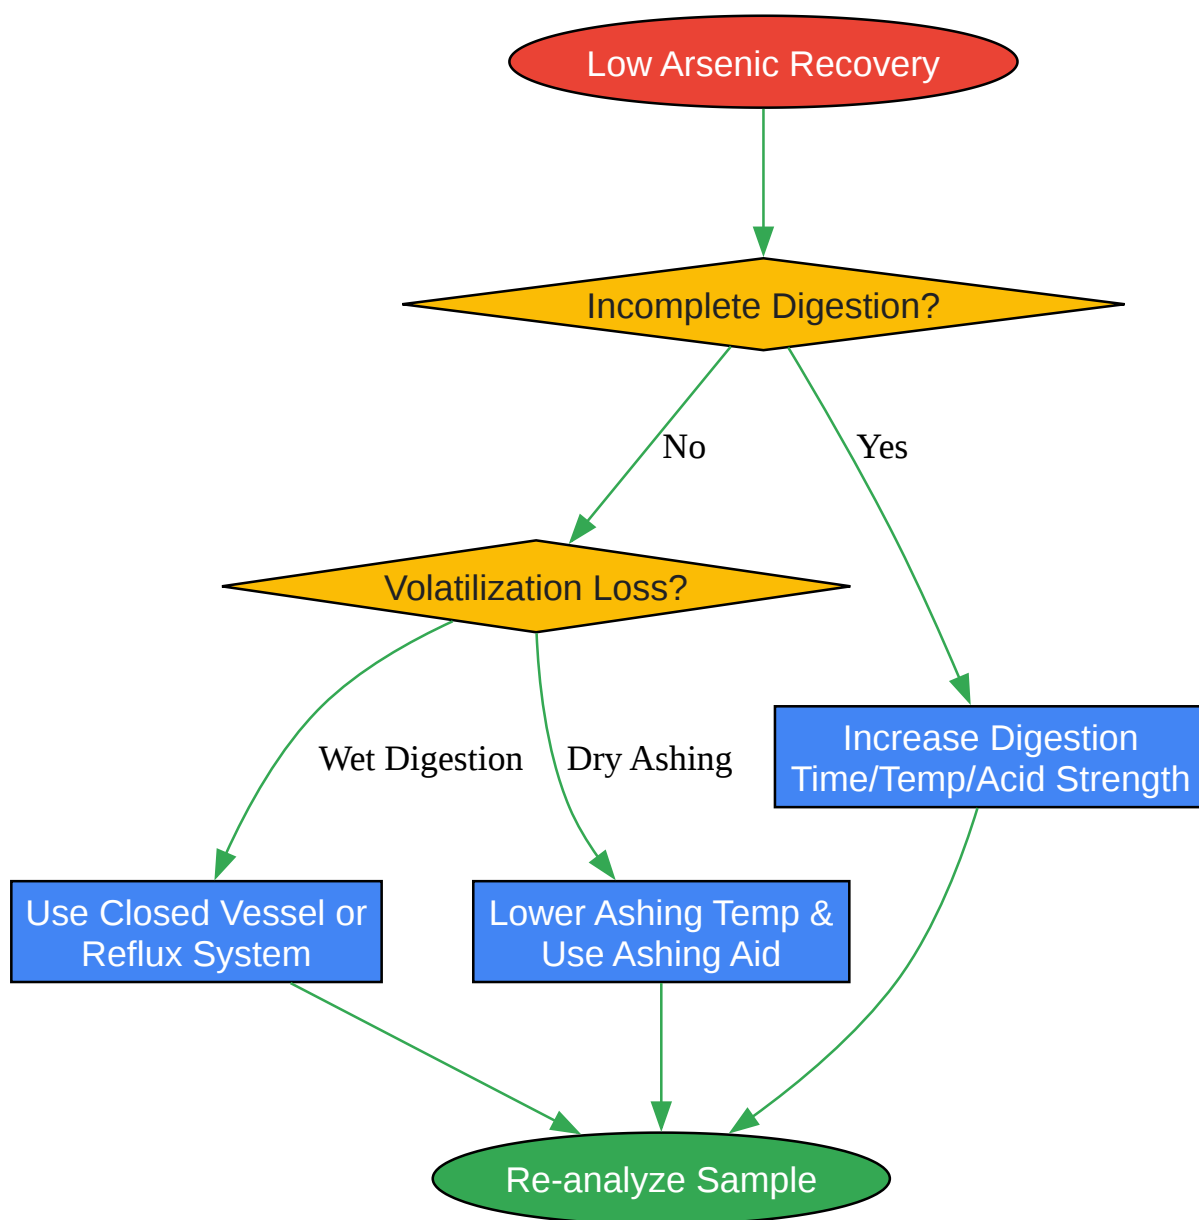 Low Arsenic Recovery
Incomplete Digestion?
No
Yes
Volatilization Loss?
Wet Digestion
Dry Ashing
Increase Digestion
Time/Temp/Acid Strength
Use Closed Vessel or
Reflux System
Lower Ashing Temp &
Use Ashing Aid
Re-analyze Sample